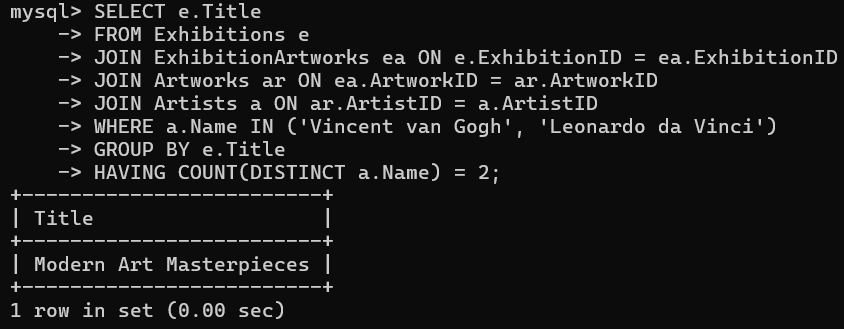 mysql> SELECT e.Title
    -> FROM Exhibitions e
    -> JOIN ExhibitionArtworks ea ON e.ExhibitionID = ea.ExhibitionID
    -> JOIN Artworks ar ON ea.ArtworkID = ar.ArtworkID
    -> JOIN Artists a ON ar.ArtistID = a.ArtistID
    -> WHERE a.Name IN ('Vincent van Gogh', 'Leonardo da Vinci')
    -> GROUP BY e.Title
    -> HAVING COUNT(DISTINCT a.Name) = 2;
+-------------------------+
| Title                   |
+-------------------------+
| Modern Art Masterpieces |
+-------------------------+
1 row in set (0.00 sec)